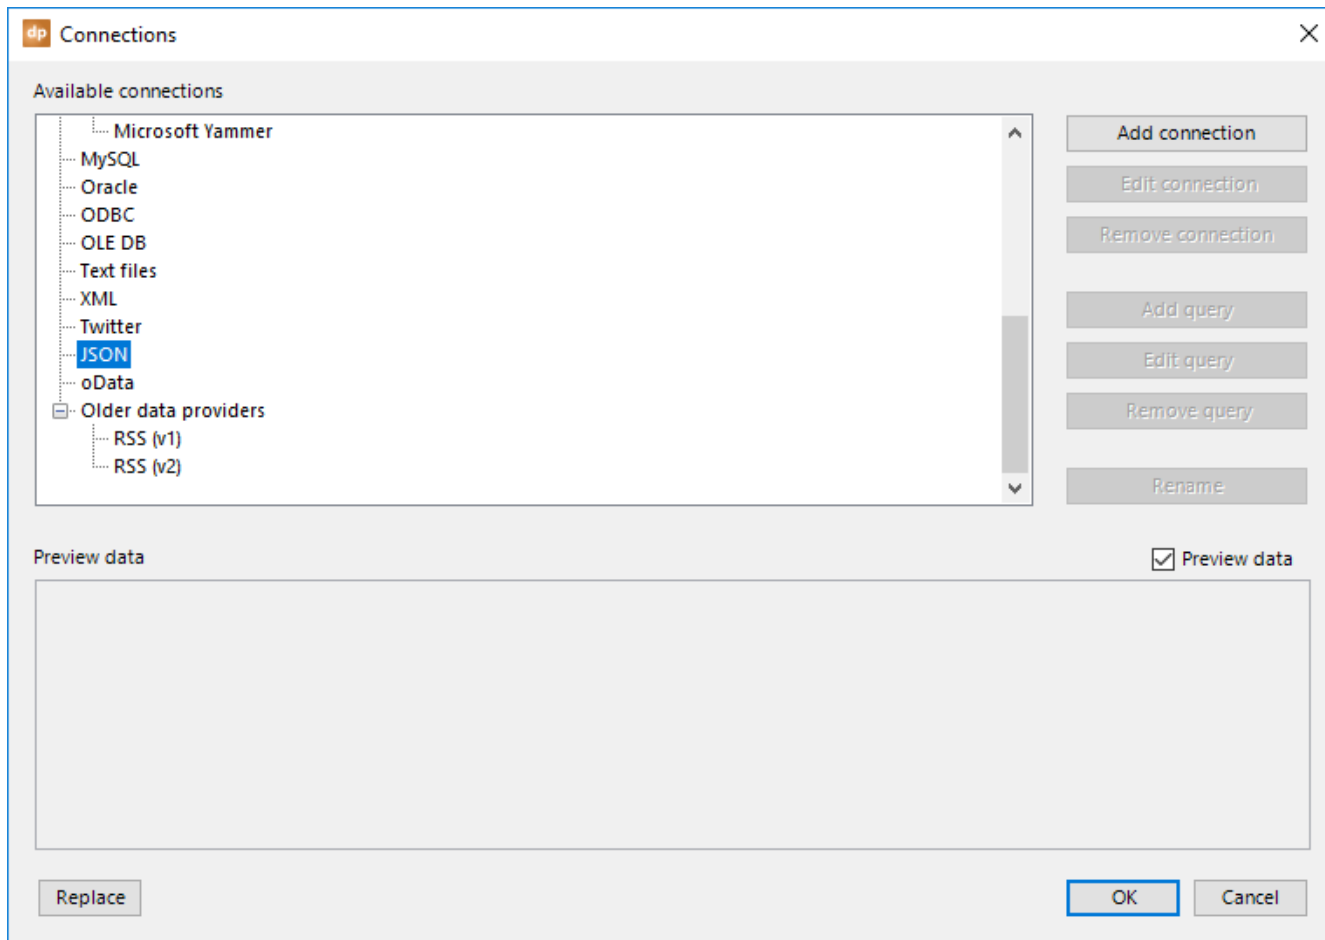 dp Connections
Available connections
Microsoft Yammer
MySQL
Oracle
ODBC
OLE DB
Text files
XML
Twitter
JSON
oData
Older data providers
RSS (v1)
RSS (v2)
Add connection
Edit connection
Remove connection
Add query
Edit query
Remove query
Rename
Preview data
Preview data
Replace
OK
Cancel